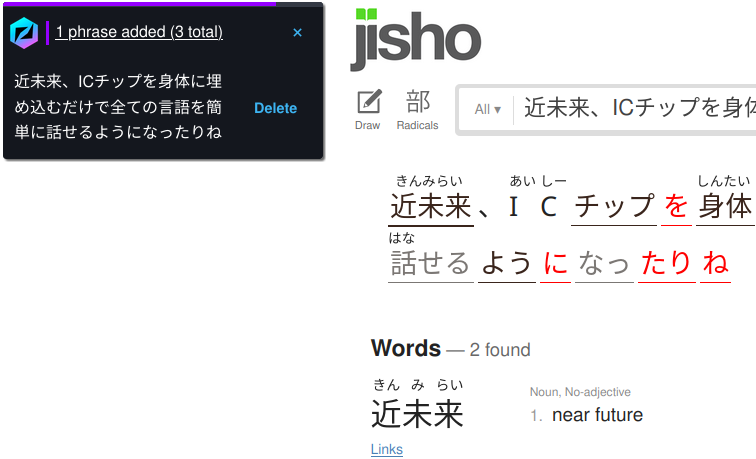 1 phrase added (3 total)
×
近未来、ICチップを身体に埋
め込むだけで全ての言語を簡
単に話せるようになったりね
Delete
jisho
部
Draw
Radicals
All ▾
近未来、ICチップを身体
きんみらい あい しー しんたい
近未来、ICチップを身体
はな
話せるようになったりね
Words — 2 found
きん み らい
近未来
Links
Noun, No-adjective
1. near future